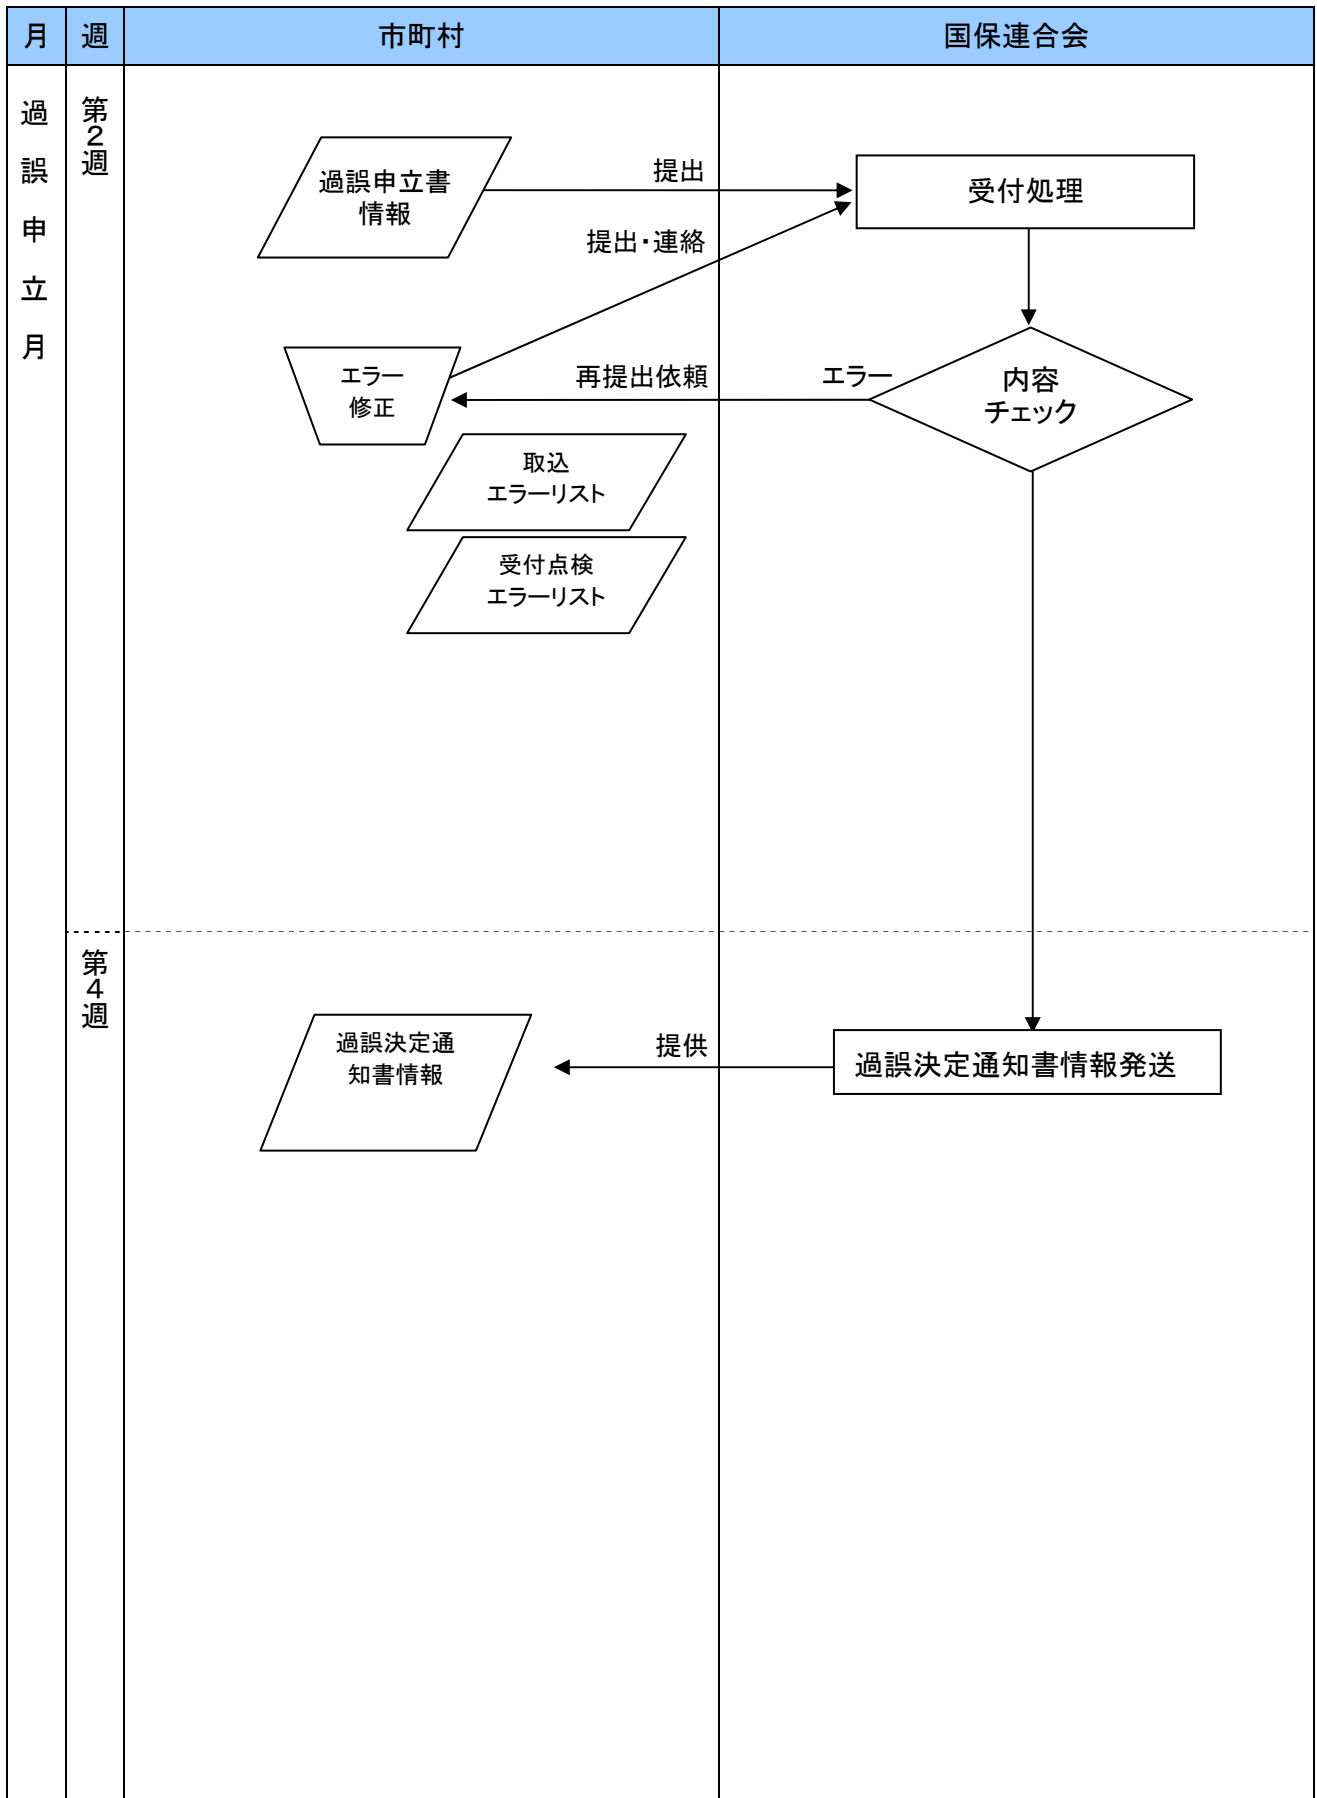 月
週
市町村
国保連合会
過誤申立月
第2週
過誤申立書
情報
提出
受付処理
提出・連絡
エラー
修正
再提出依頼
エラー
内容
チェック
取込
エラーリスト
受付点検
エラーリスト
第4週
過誤決定通
知書情報
提供
過誤決定通知書情報発送